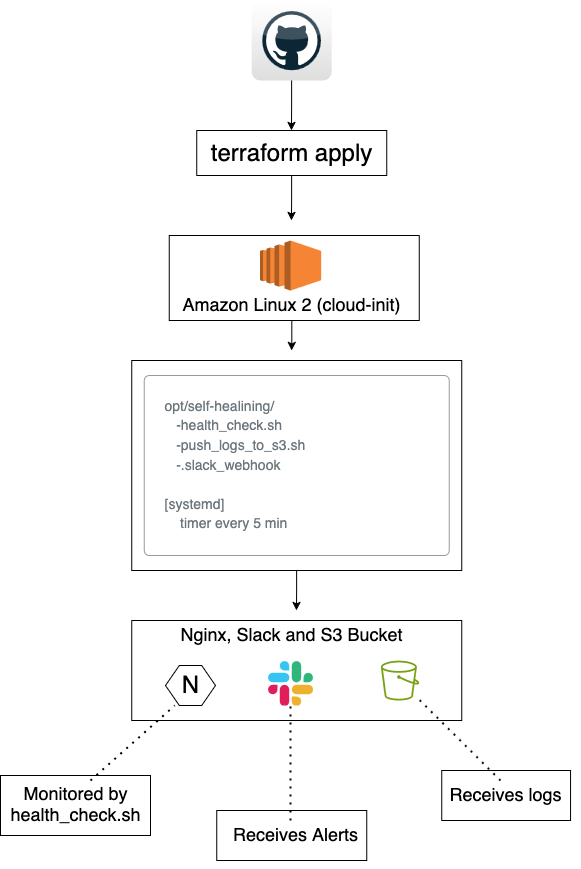 terraform apply
Amazon Linux 2 (cloud-init)
opt/self-healining/
-health_check.sh
-push_logs_to_s3.sh
-.slack_webhook
[systemd]
timer every 5 min
Nginx, Slack and S3 Bucket
N
Monitored by
health_check.sh
Receives Alerts
Receives logs